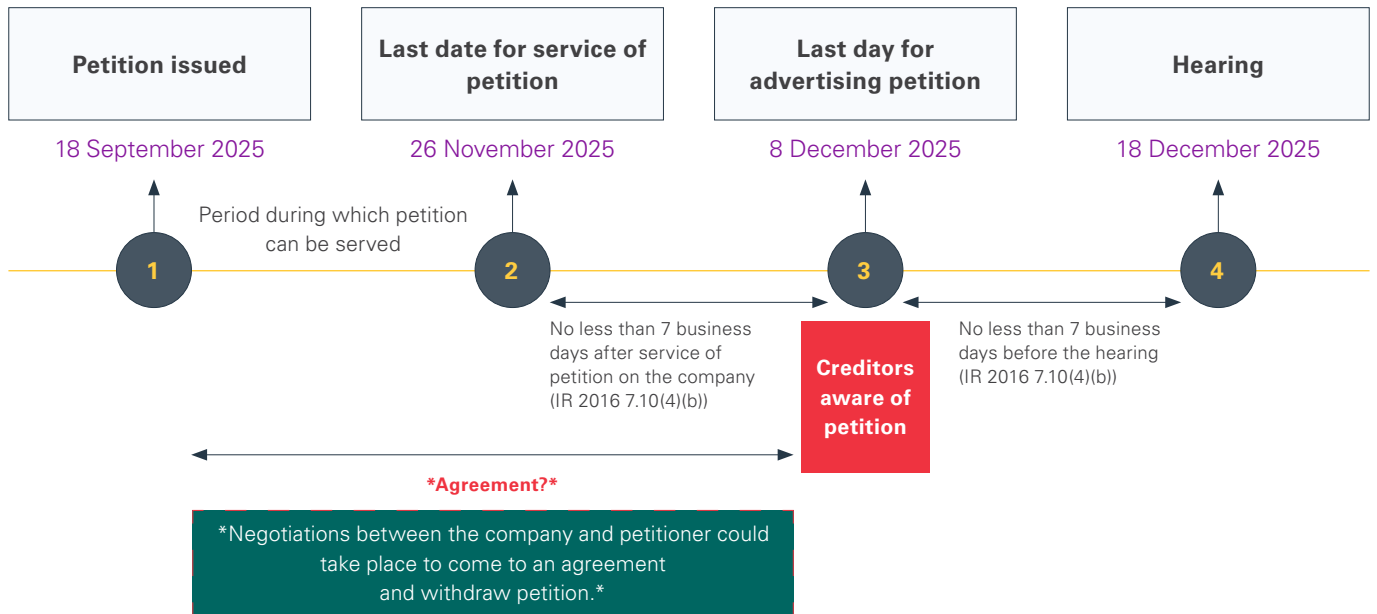 Petition issued
Last date for service of
petition
Last day for
advertising petition
Hearing
18 September 2025
26 November 2025
8 December 2025
18 December 2025
Period during which petition
can be served
1
2
3
4
No less than 7 business
days after service of
petition on the company
(IR 2016 7.10(4)(b))
Creditors
aware of
petition
No less than 7 business
days before the hearing
(IR 2016 7.10(4)(b))
*Agreement?*
*Negotiations between the company and petitioner could
take place to come to an agreement
and withdraw petition.*